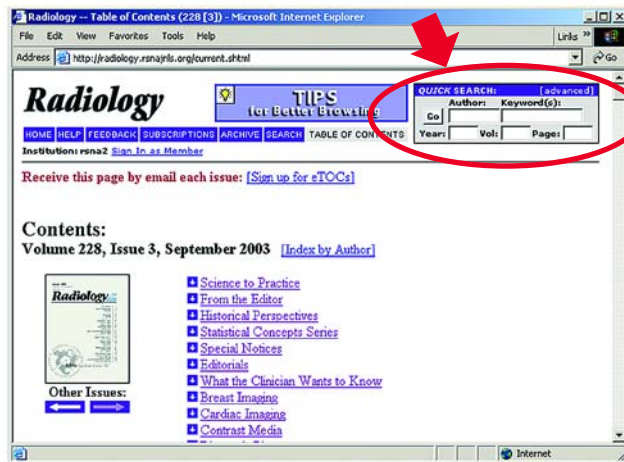 Radiology -- Table of Contents (228 [3]) - Microsoft Internet Explorer
File Edit View Favorites Tools Help Links »
Address http://radiology.rsnajnls.org/current.shtml Go
Radiology
TIPS
for Better Browsing
QUICK SEARCH: [advanced]
Author: Keyword(s):
Go
Year: Vol: Page:
HOME HELP FEEDBACK SUBSCRIPTIONS ARCHIVE SEARCH TABLE OF CONTENTS
Institution: rsna2 Sign In as Member
Receive this page by email each issue: [Sign up for eTOCs]
Contents:
Volume 228, Issue 3, September 2003 [Index by Author]
Radiology
Other Issues:
Science to Practice
From the Editor
Historical Perspectives
Statistical Concepts Series
Special Notices
Editorials
What the Clinician Wants to Know
Breast Imaging
Cardiac Imaging
Contrast Media
Internet